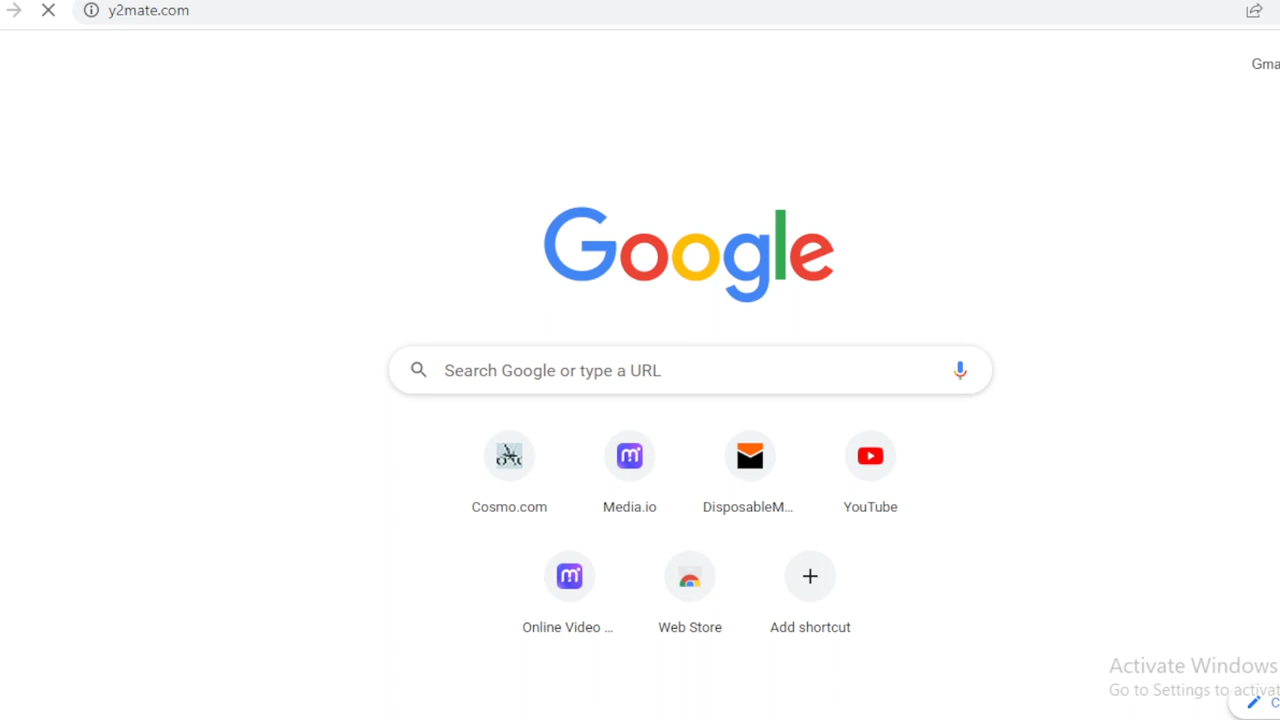 y2mate.com
Gma
Google
Search Google or type a URL
Cosmo.com
Media.io
DisposableM...
YouTube
Online Video ...
Web Store
Add shortcut
Activate Windows
Go to Settings to activat
C